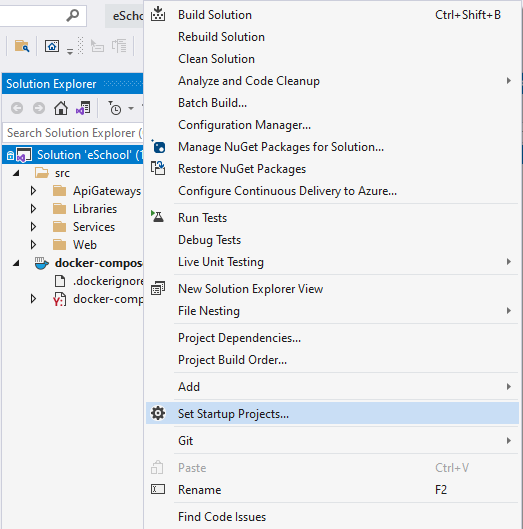 eScho
Solution Explorer
Search Solution Explorer (
Solution 'eSchool' (1
src
ApiGateways
Libraries
Services
Web
docker-compos
.dockerignore
docker-comp
Build Solution Ctrl+Shift+B
Rebuild Solution
Clean Solution
Analyze and Code Cleanup
Batch Build...
Configuration Manager...
Manage NuGet Packages for Solution...
Restore NuGet Packages
Configure Continuous Delivery to Azure...
Run Tests
Debug Tests
Live Unit Testing
New Solution Explorer View
File Nesting
Project Dependencies...
Project Build Order...
Add
Set Startup Projects...
Git
Paste Ctrl+V
Rename F2
Find Code Issues